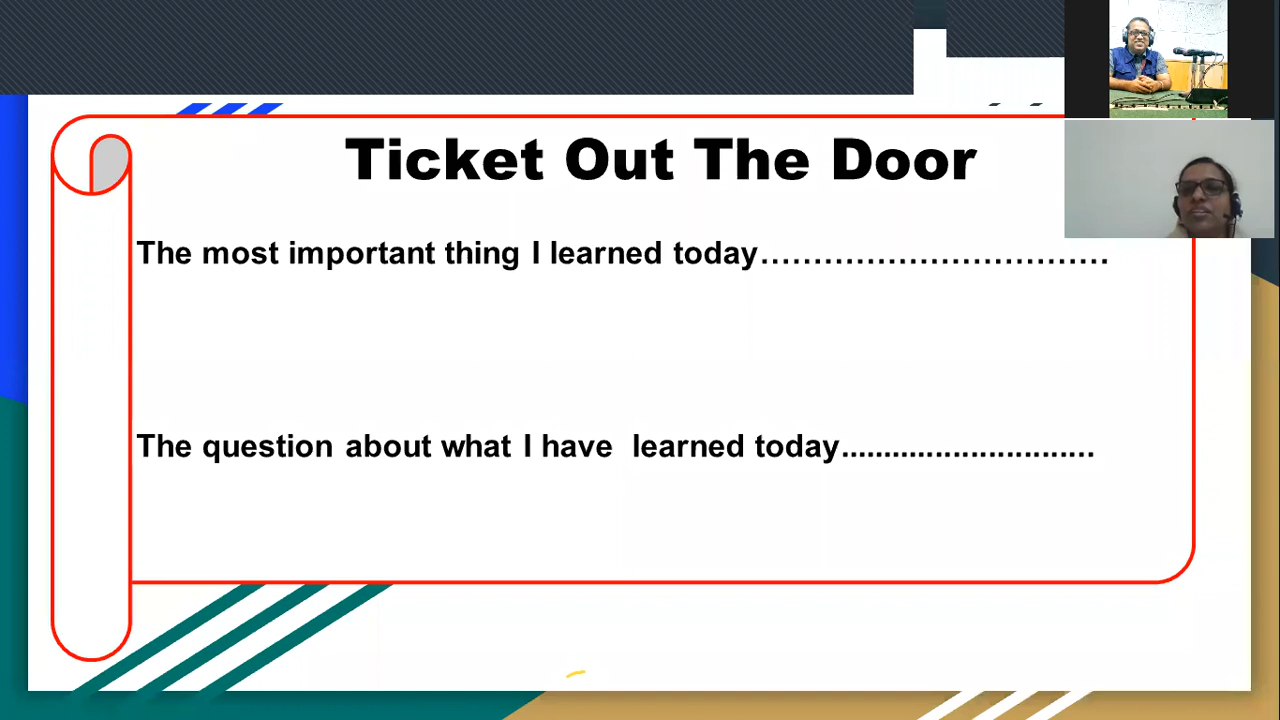 Ticket Out The Door
The most important thing I learned today……………………………
The question about what I have learned today..............................